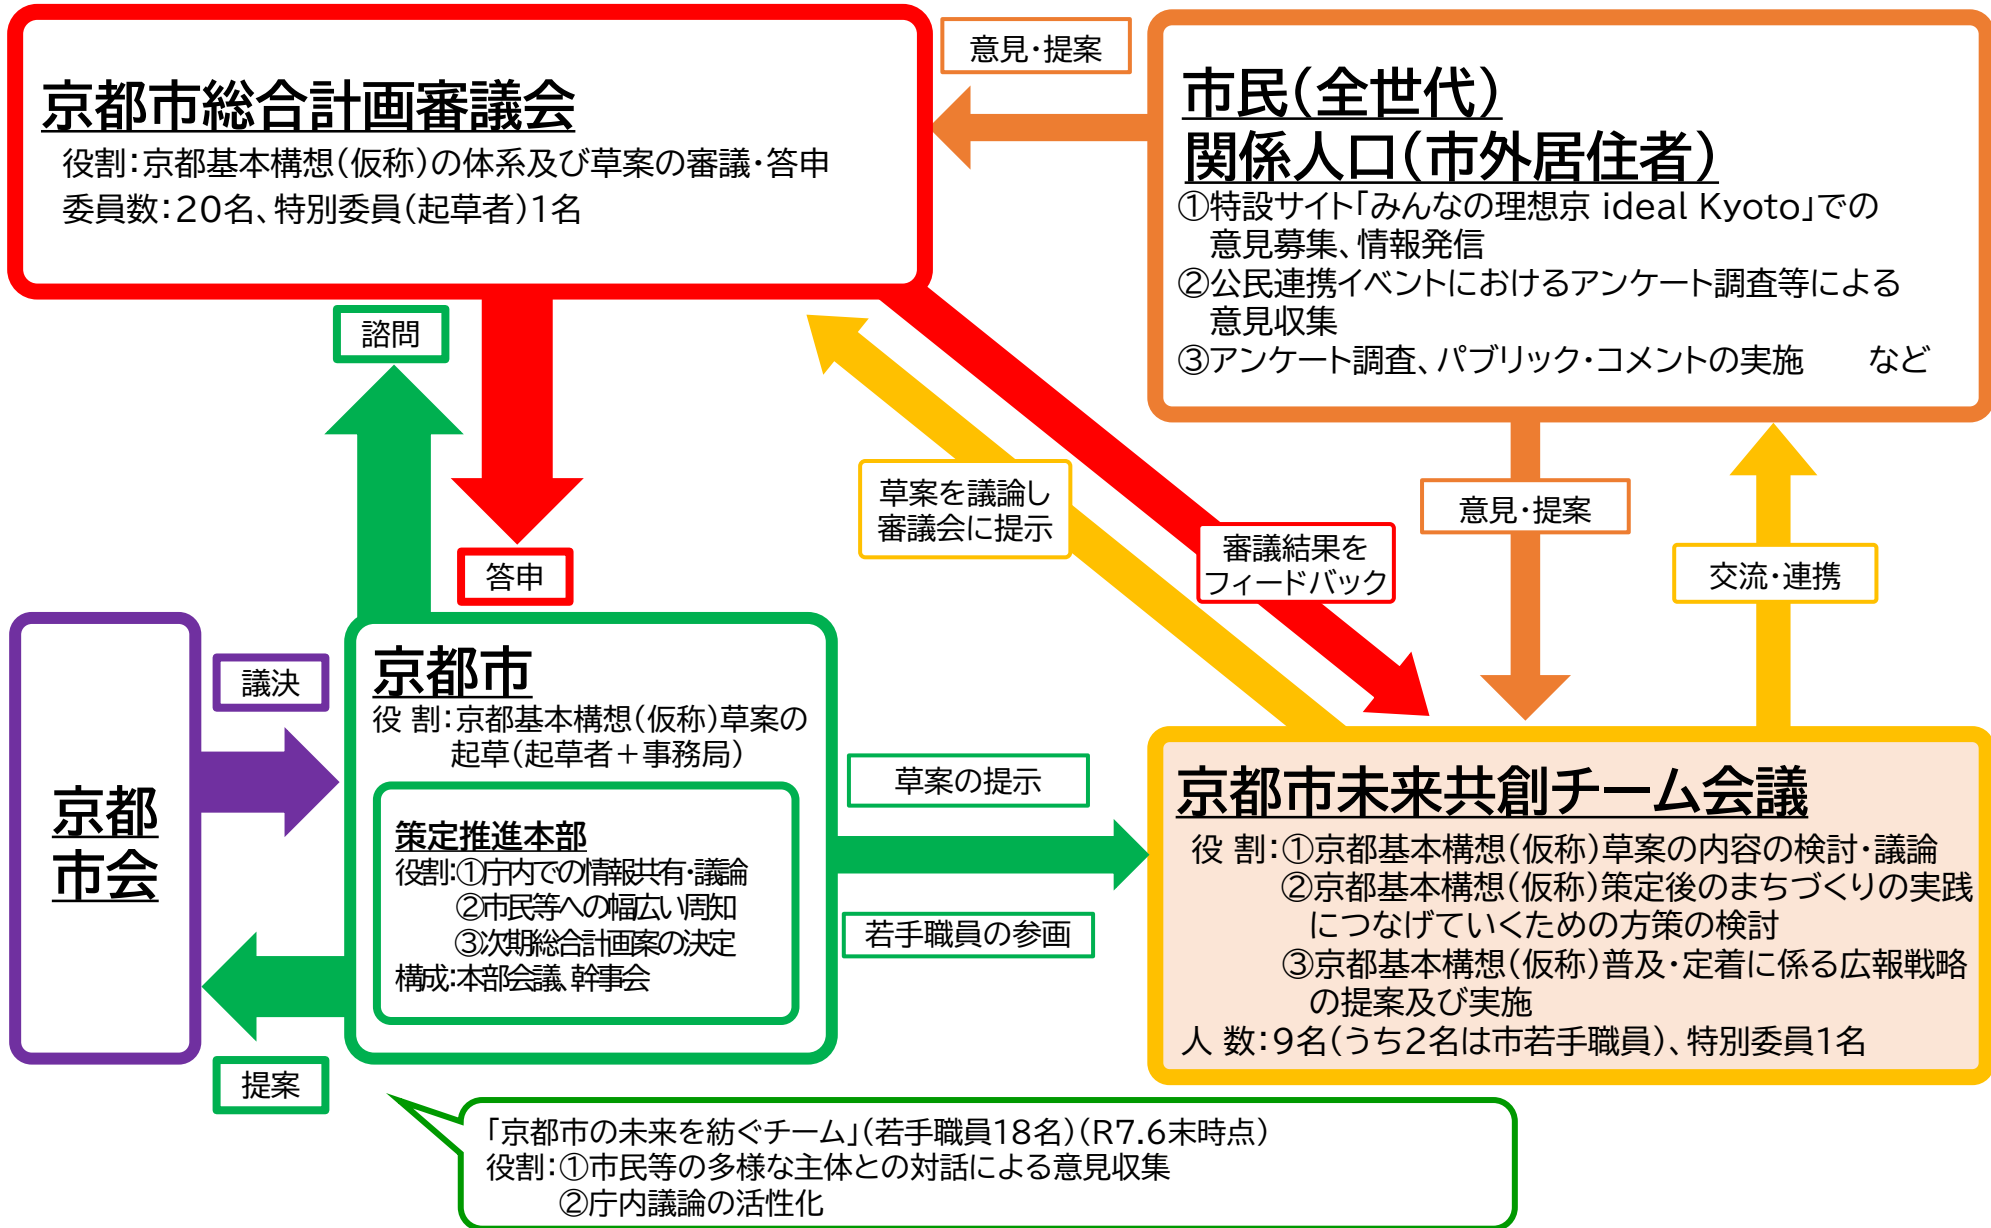 京都市総合計画審議会
役割：京都基本構想（仮称）の体系及び草案の審議・答申
委員数：20名、特別委員（起草者）1名
意見・提案
市民（全世代）
関係人口（市外居住者）
①特設サイト「みんなの理想京 ideal Kyoto」での
意見募集、情報発信
②公民連携イベントにおけるアンケート調査等による
意見収集
③アンケート調査、パブリック・コメントの実施　など
諮問
答申
草案を議論し
審議会に提示
審議結果を
フィードバック
意見・提案
交流・連携
京都
市会
議決
提案
京都市
役 割：京都基本構想（仮称）草案の
起草（起草者＋事務局）
策定推進本部
役割：①庁内での情報共有・議論
②市民等への幅広い周知
③次期総合計画案の決定
構成：本部会議、幹事会
草案の提示
若手職員の参画
京都市未来共創チーム会議
役 割：①京都基本構想（仮称）草案の内容の検討・議論
②京都基本構想（仮称）策定後のまちづくりの実践
につなげていくための方策の検討
③京都基本構想（仮称）普及・定着に係る広報戦略
の提案及び実施
人 数：9名（うち2名は市若手職員）、特別委員1名
「京都市の未来を紡ぐチーム」（若手職員18名）（R7.6末時点）
役割：①市民等の多様な主体との対話による意見収集
②庁内議論の活性化